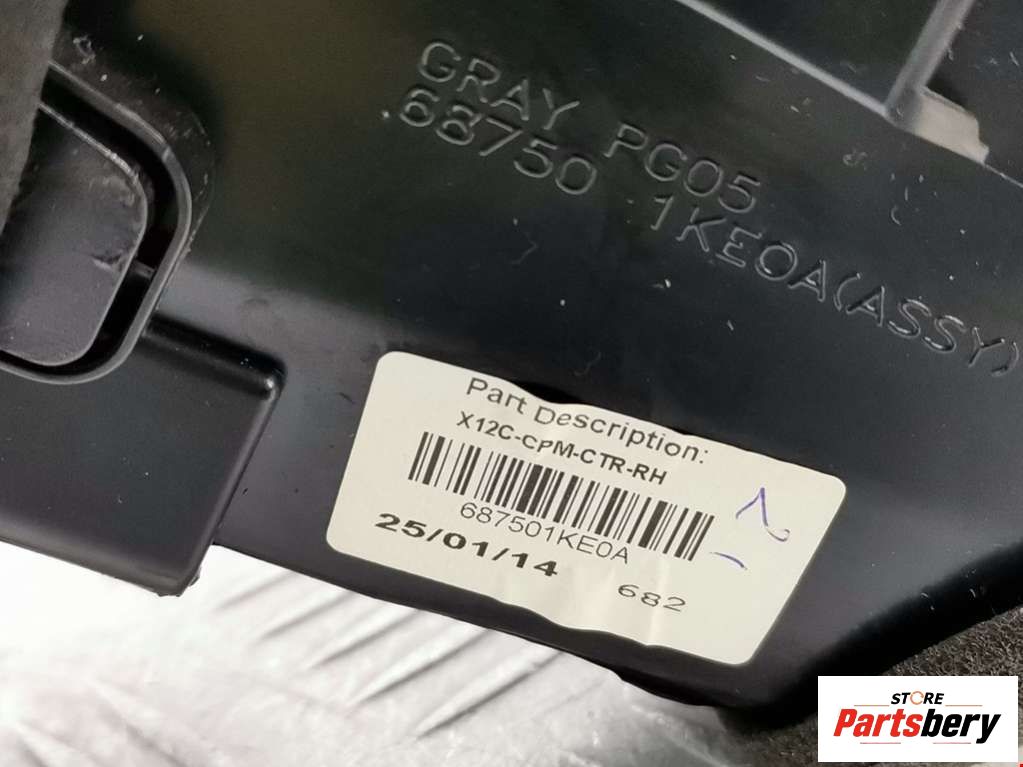 GRAY PG05
68750 1KE0A(ASSY)
Part Description:
X12C-CPM-CTR-RH
687501KE0A
25/01/14 682
STORE
Partsbery